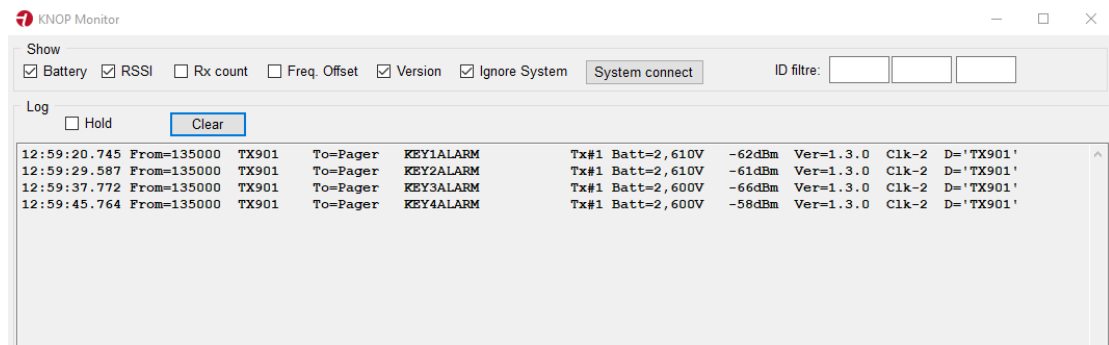 KNOP Monitor
Show
Battery RSSI Rx count Freq. Offset Version Ignore System System connect ID filtre:
Log
Hold Clear
12:59:20.745 From=135000 TX901 To=Pager KEY1ALARM Tx#1 Batt=2,610V -62dBm Ver=1.3.0 Clk-2 D='TX901'
12:59:29.587 From=135000 TX901 To=Pager KEY2ALARM Tx#1 Batt=2,610V -61dBm Ver=1.3.0 Clk-2 D='TX901'
12:59:37.772 From=135000 TX901 To=Pager KEY3ALARM Tx#1 Batt=2,600V -66dBm Ver=1.3.0 Clk-2 D='TX901'
12:59:45.764 From=135000 TX901 To=Pager KEY4ALARM Tx#1 Batt=2,600V -58dBm Ver=1.3.0 Clk-2 D='TX901'